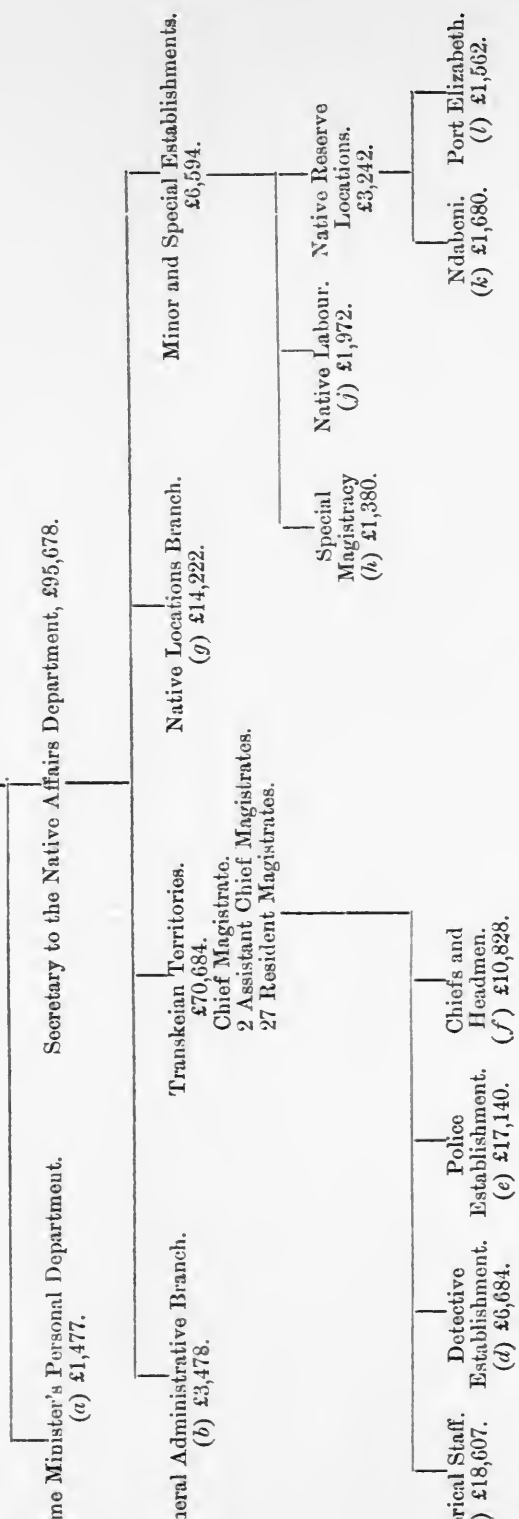 me Minister's Personal Department.
(a) £1,477.
Secretary to the Native Affairs Department, £95,678.
neral Administrative Branch.
(b) £3,478.
Transkeian Territories.
£70,684.
Chief Magistrate.
2 Assistant Chief Magistrates.
27 Resident Magistrates.
Native Locations Branch.
(g) £14,222.
Minor and Special Establishments.
£6,594.
erical Staff.
) £18,607.
Detective
Establishment.
(d) £6,684.
Police
Establishment.
(e) £17,140.
Chiefs and
Headmen.
(f) £10,828.
Special
Magistracy
(h) £1,380.
Native Labour.
(j) £1,972.
Native Reserve
Locations.
£3,242.
Ndabeni.
(k) £1,680.
Port Elizabeth.
(l) £1,562.